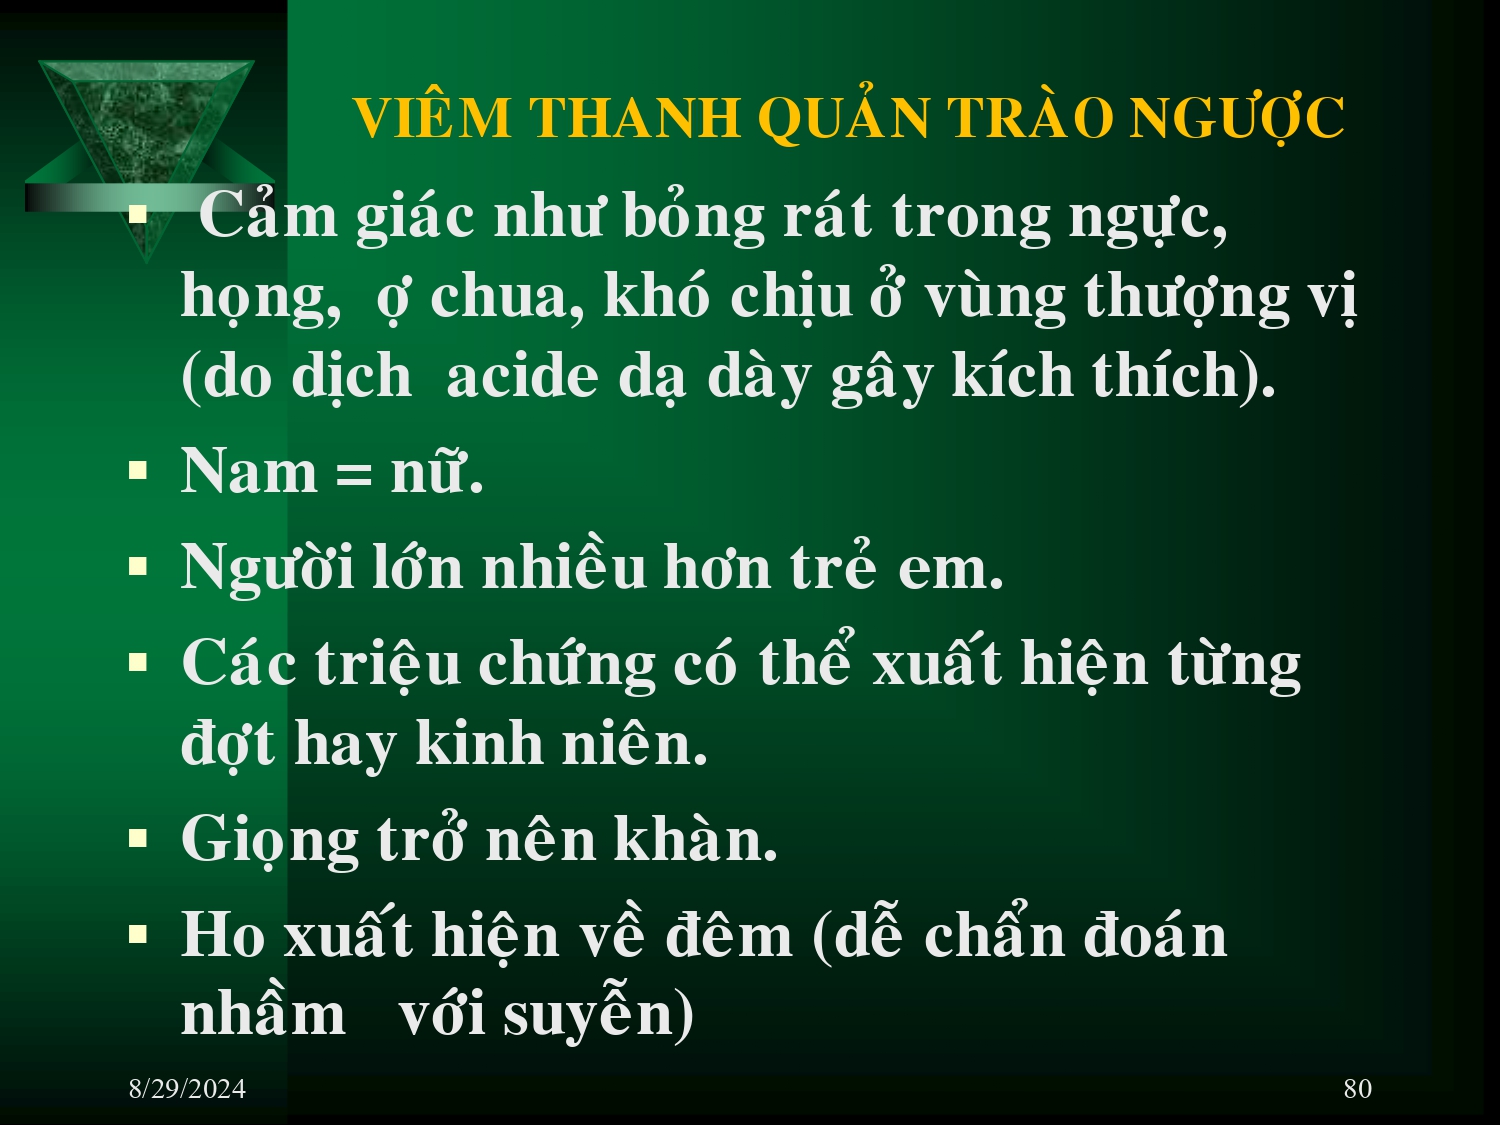 VIÊM THANH QUẢN TRÀO NGƯỢC
▪ Cảm giác như bỏng rát trong ngực,
họng, ợ chua, khó chịu ở vùng thượng vị
(do dịch acide dạ dày gây kích thích).
▪ Nam = nữ.
▪ Người lớn nhiều hơn trẻ em.
▪ Các triệu chứng có thể xuất hiện từng
đợt hay kinh niên.
▪ Giọng trở nên khàn.
▪ Ho xuất hiện về đêm (dễ chẩn đoán
nhầm với suyễn)
8/29/2024
80